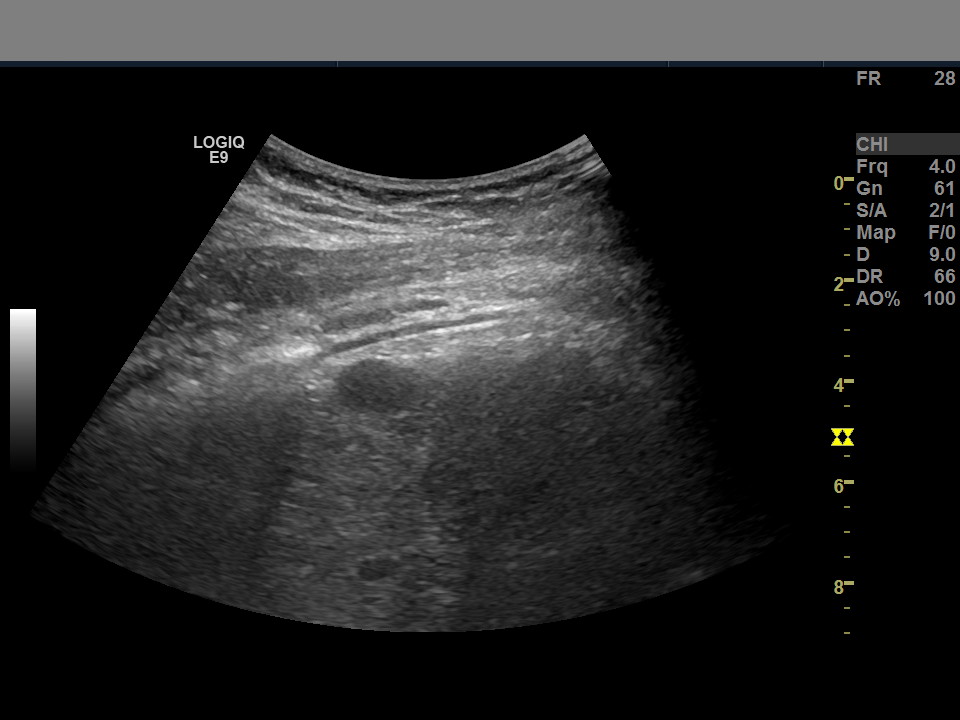 FR 28
LOGIQ
E9
CHI
Frq 4.0
Gn 61
S/A 2/1
Map F/0
D 9.0
DR 66
AO% 100
0
2
4
6
8